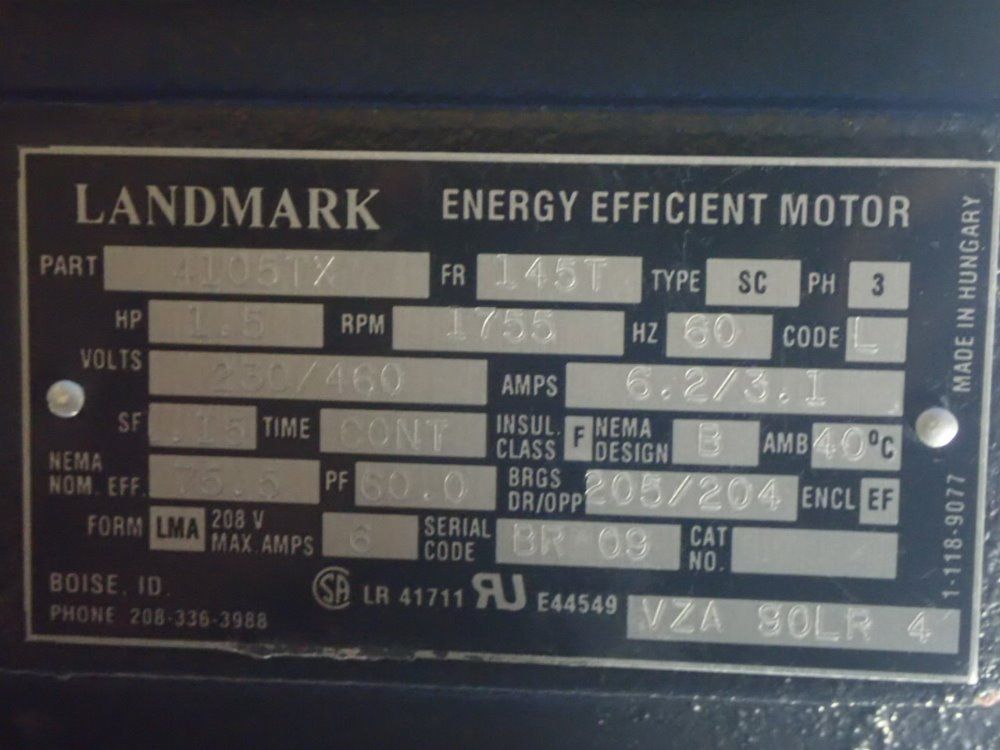 LANDMARK ENERGY EFFICIENT MOTOR
PART 4105TX FR 145T TYPE SC PH 3
HP 1.5 RPM 1755 HZ 60 CODE L
VOLTS 230/460 AMPS 6.2/3.1
SF .15 TIME CONT INSUL. CLASS F NEMA DESIGN B AMB 40°C
NEMA NOM. EFF. 75.5 PF 60.0 BRGS DR/OPP 205/204 ENCL EF
FORM LMA 208 V MAX. AMPS 6 SERIAL CODE BR 09 CAT NO.
BOISE, ID. SA LR 41711 RU E44549 VZA 90LR 4
PHONE 208-336-3988
MADE IN HUNGARY
1-118-9077